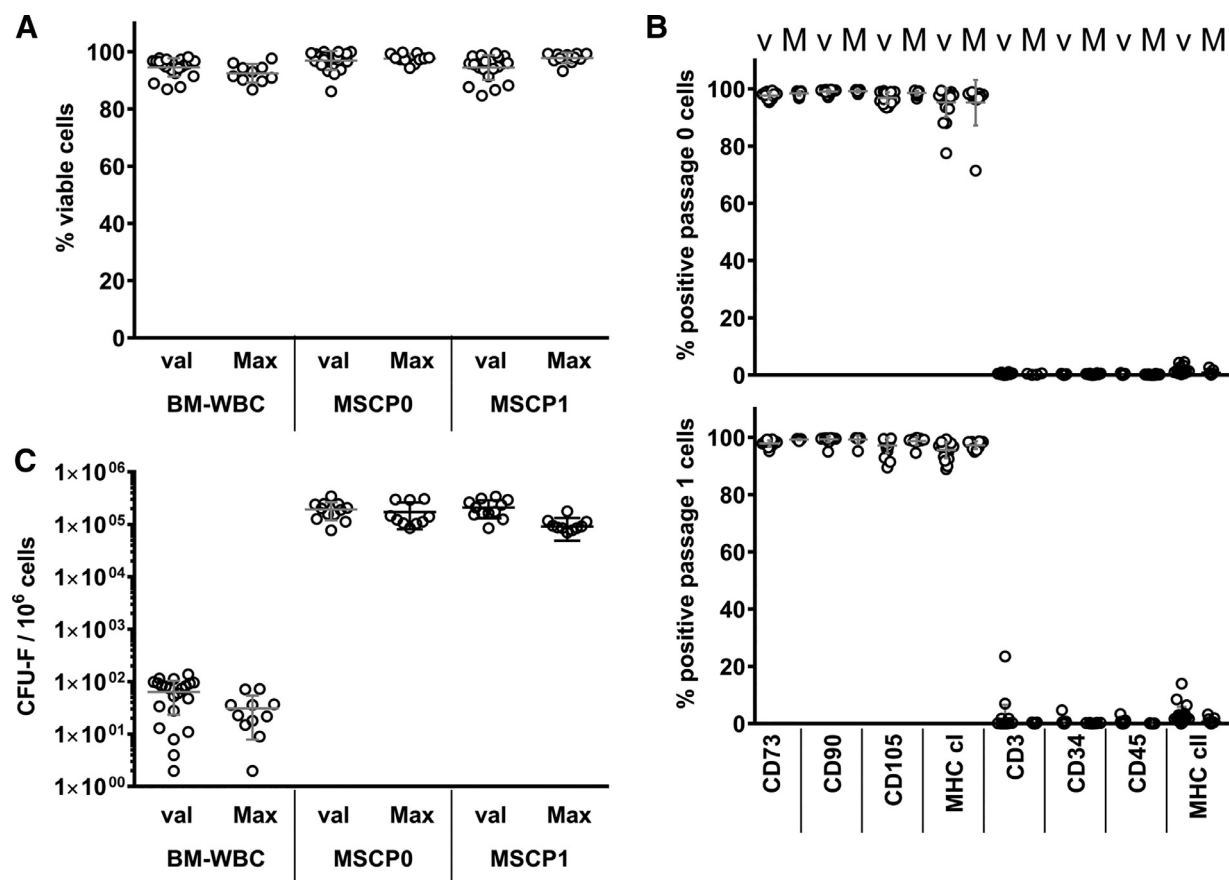 A
% viable cells
100
80
60
40
20
0
val Max val Max val Max
BM-WBC MSCP0 MSCP1
B
v M v M v M v M v M v M v M v M
% positive passage 0 cells
100
80
60
40
20
0
% positive passage 1 cells
100
80
60
40
20
0
CD73 CD90 CD105 MHC cI CD3 CD34 CD45 MHC cII
C
CFU-F / 10⁶ cells
1×10⁰⁶
1×10⁰⁵
1×10⁰⁴
1×10⁰³
1×10⁰²
1×10⁰¹
1×10⁰⁰
val Max val Max val Max
BM-WBC MSCP0 MSCP1